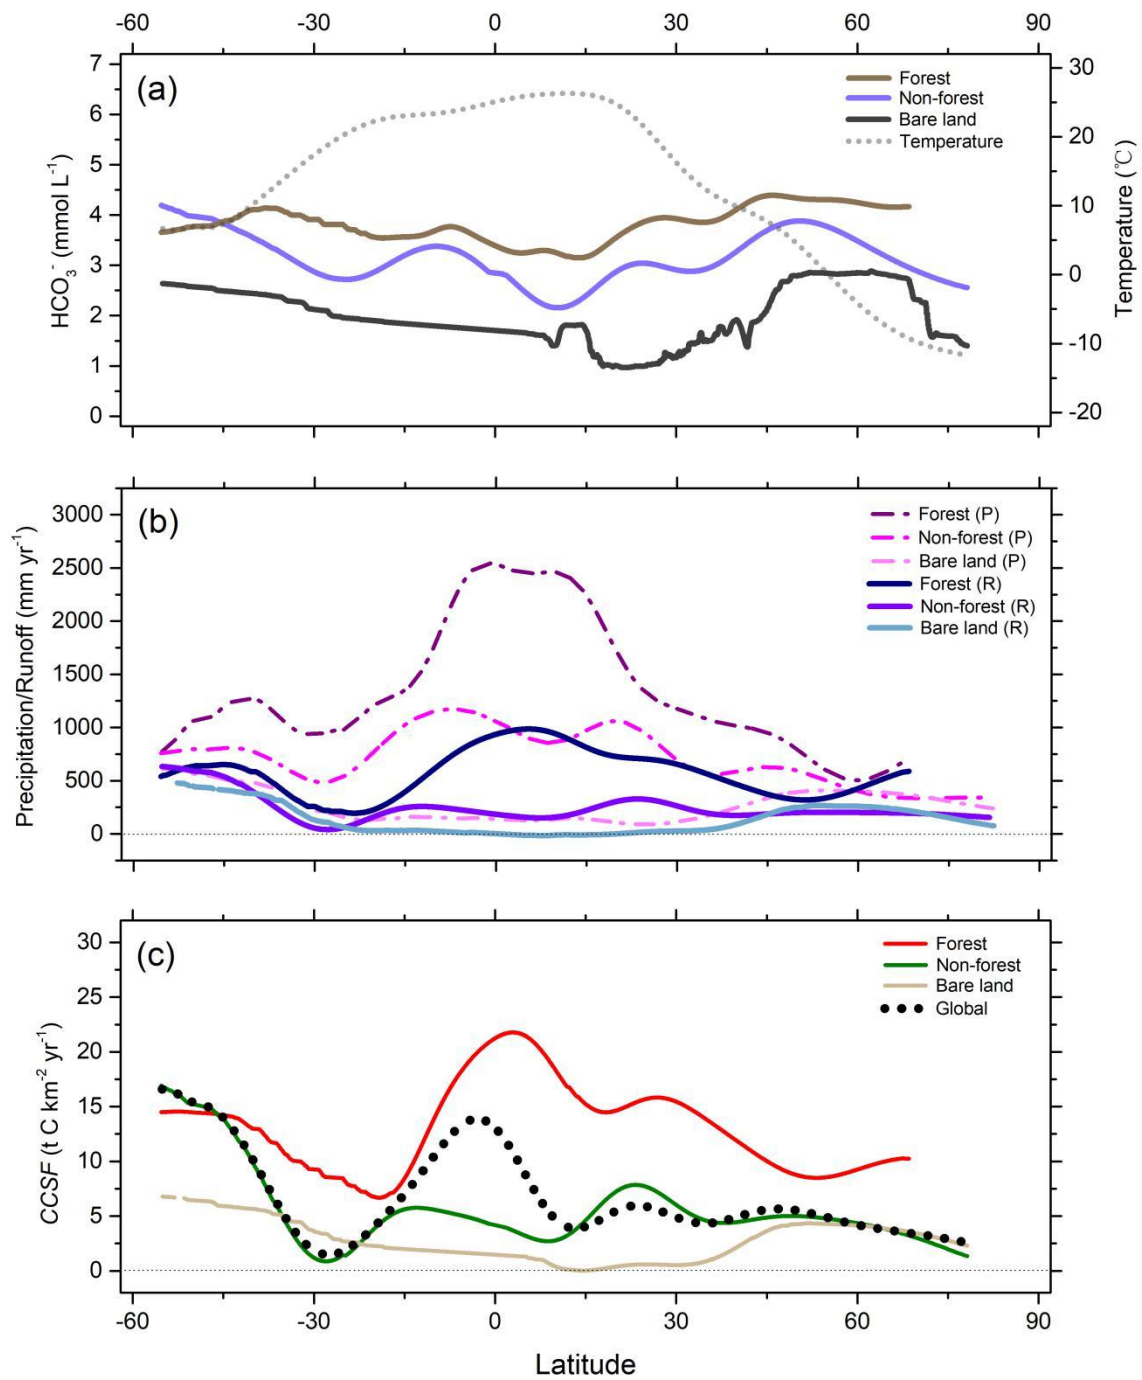 -60 -30 0 30 60 90
(a)
Forest
Non-forest
Bare land
Temperature
7
6
5
4
3
2
1
0
HCO₃⁻ (mmol L⁻¹)
30
20
10
0
-10
-20
Temperature (℃)
(b)
Forest (P)
Non-forest (P)
Bare land (P)
Forest (R)
Non-forest (R)
Bare land (R)
3000
2500
2000
1500
1000
500
0
Precipitation/Runoff (mm yr⁻¹)
(c)
Forest
Non-forest
Bare land
Global
30
25
20
15
10
5
0
CCSF (t C km⁻² yr⁻¹)
-60 -30 0 30 60 90
Latitude